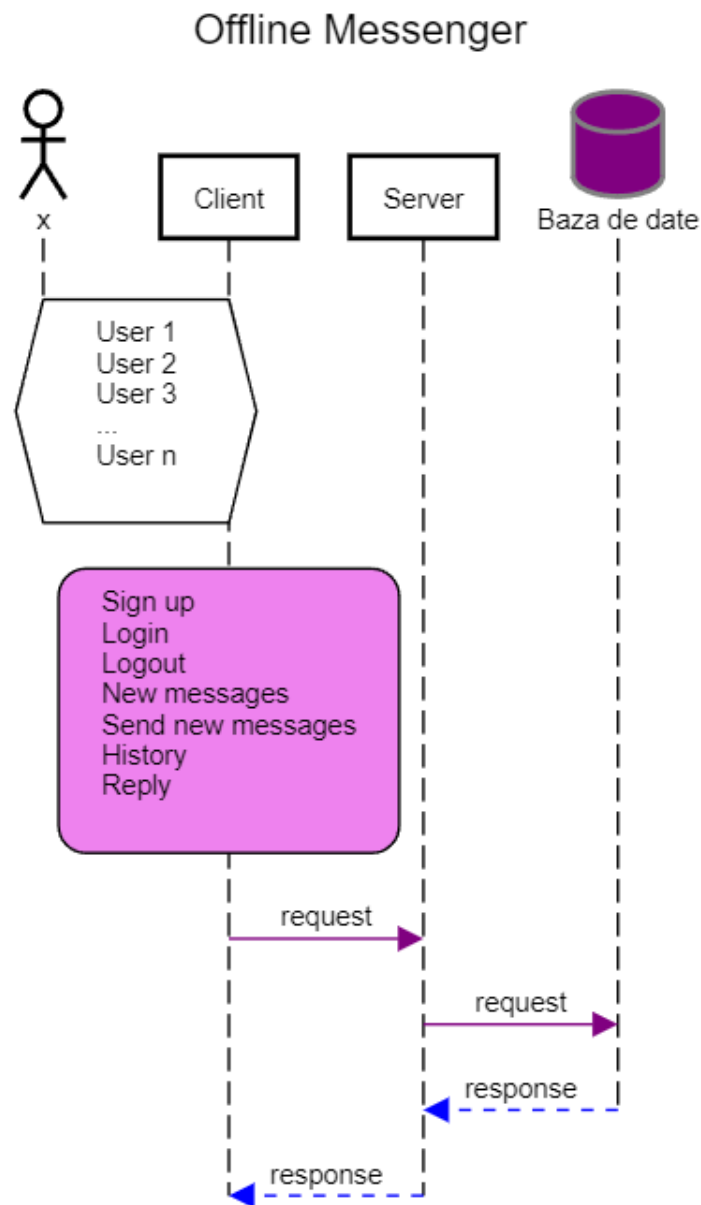 Offline Messenger
x
Client
Server
Baza de date
User 1
User 2
User 3
...
User n
Sign up
Login
Logout
New messages
Send new messages
History
Reply
request
request
response
response